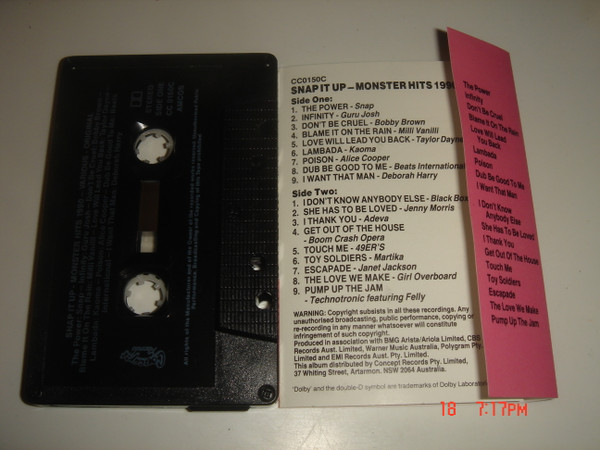 CC0150C
SNAP IT UP – MONSTER HITS 1990
Side One:
1. THE POWER - Snap
2. INFINITY - Guru Josh
3. DON'T BE CRUEL - Bobby Brown
4. BLAME IT ON THE RAIN - Milli Vanilli
5. LOVE WILL LEAD YOU BACK - Taylor Dayne
6. LAMBADA - Kaoma
7. POISON - Alice Cooper
8. DUB BE GOOD TO ME - Beats International
9. I WANT THAT MAN - Deborah Harry
Side Two:
1. I DON'T KNOW ANYBODY ELSE - Black Box
2. SHE HAS TO BE LOVED - Jenny Morris
3. I THANK YOU - Adeva
4. GET OUT OF THE HOUSE
- Boom Crash Opera
5. TOUCH ME - 49ER'S
6. TOY SOLDIERS - Martika
7. ESCAPADE - Janet Jackson
8. THE LOVE WE MAKE - Girl Overboard
9. PUMP UP THE JAM
- Technotronic featuring Felly
WARNING: Copyright subsists in all these recordings. Any
unauthorised broadcasting, public performance, copying or
re-recording in any manner whatsoever will constitute
infringement of such copyright.
Produced in association with BMG Arista/Ariola Limited, CBS
Records Aust. Limited, Warner Music Australia, Polygram Pty.
Limited and EMI Records Aust. Pty. Limited.
This album distributed by Concept Records Pty. Limited,
37 Whiting Street, Artarmon. NSW 2064 Australia.
'Dolby' and the double-D symbol are trademarks of Dolby
The Power
Infinity
Don't Be Cruel
Blame It On The Rain
Love Will Lead
You Back
Lambada
Poison
Dub Be Good To Me
I Want That Man
I Don't Know
Anybody Else
She Has To Be Loved
I Thank You
Get Out Of The House
Touch Me
Toy Soldiers
Escapade
The Love We Make
Pump Up The Jam
18 7:17PM